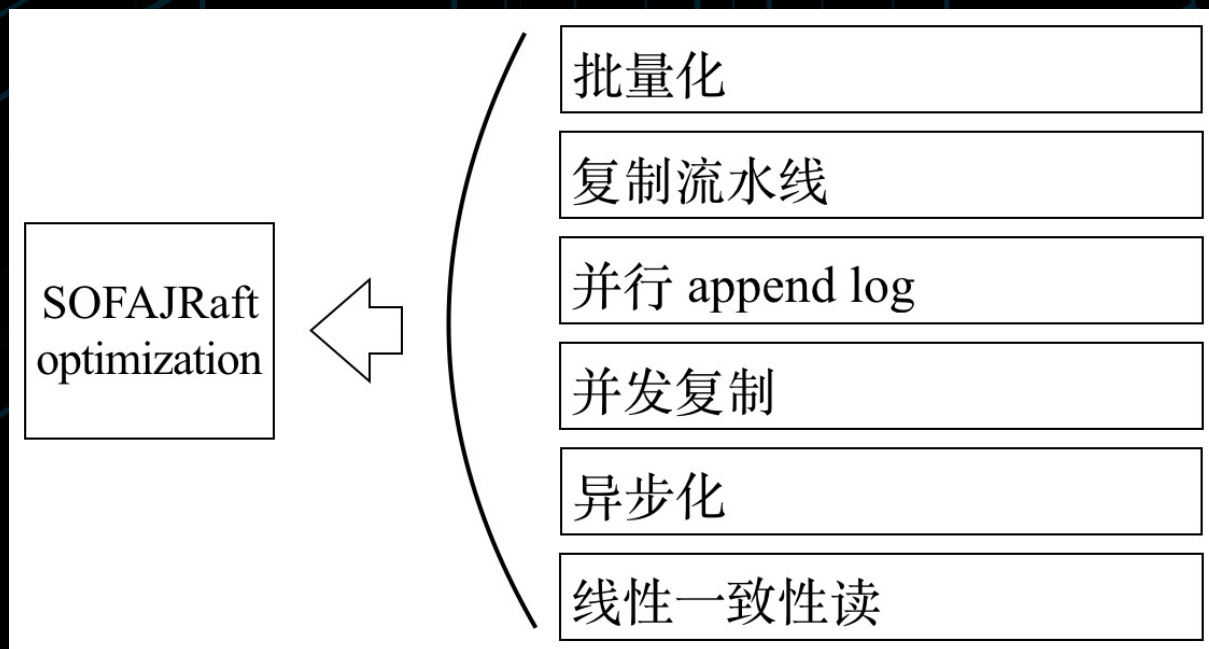 SOFAJRaft
optimization
批量化
复制流水线
并行 append log
并发复制
异步化
线性一致性读